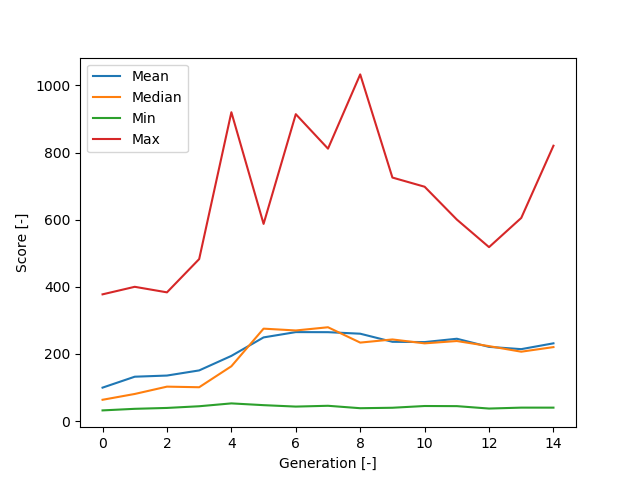 Mean
Median
Min
Max
1000
800
600
400
200
0
Score [-]
0 2 4 6 8 10 12 14
Generation [-]